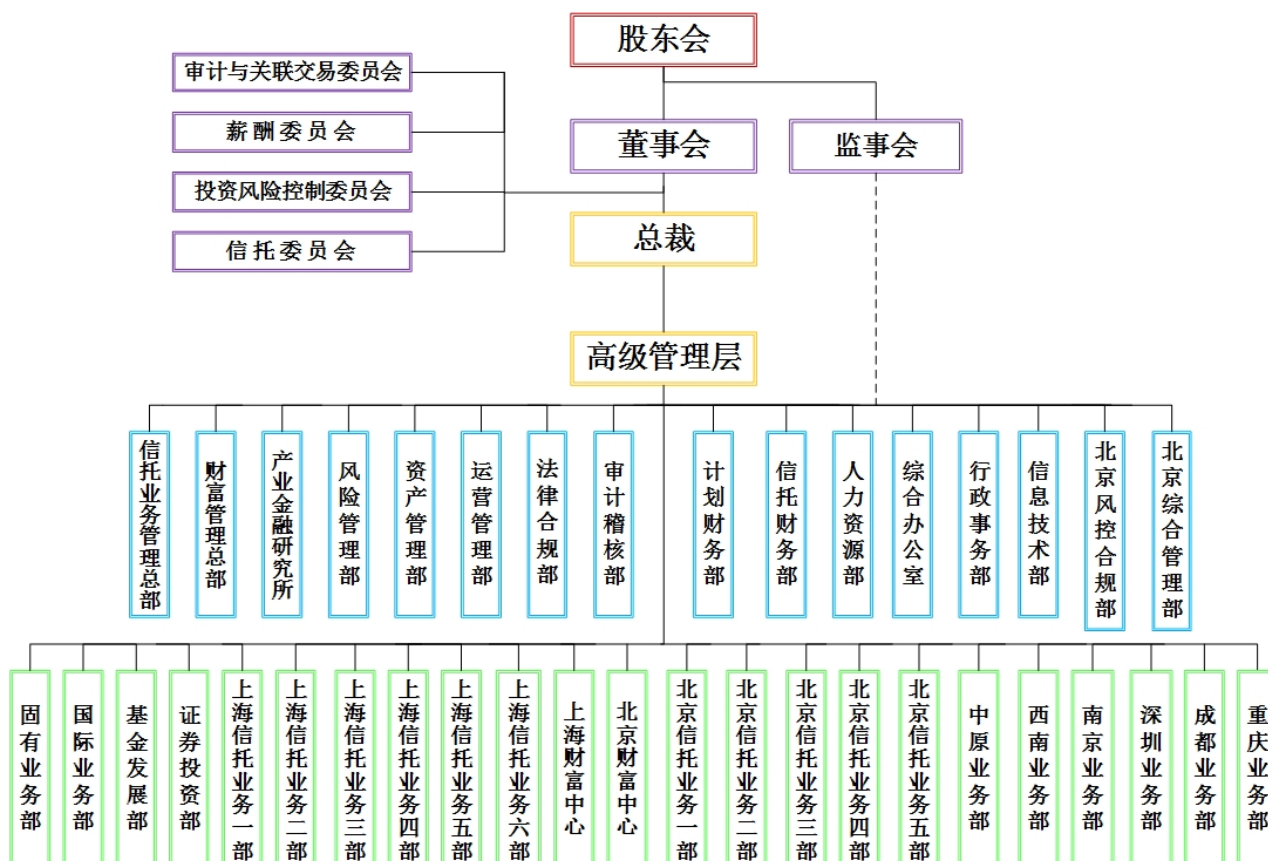 股东会
审计与关联交易委员会
薪酬委员会
投资风险控制委员会
信托委员会
董事会
监事会
总裁
高级管理层
信托业务管理总部
财富管理总部
产业金融研究所
风险管理部
资产管理部
运营管理部
法律合规部
审计稽核部
计划财务部
信托财务部
人力资源部
综合办公室
行政事务部
信息技术部
北京风控合规部
北京综合管理部
固有业务部
国际业务部
基金发展部
证券投资部
上海信托业务一部
上海信托业务二部
上海信托业务三部
上海信托业务四部
上海信托业务五部
上海信托业务六部
上海财富中心
北京财富中心
北京信托业务一部
北京信托业务二部
北京信托业务三部
北京信托业务四部
北京信托业务五部
中原业务部
西南业务部
南京业务部
深圳业务部
成都业务部
重庆业务部